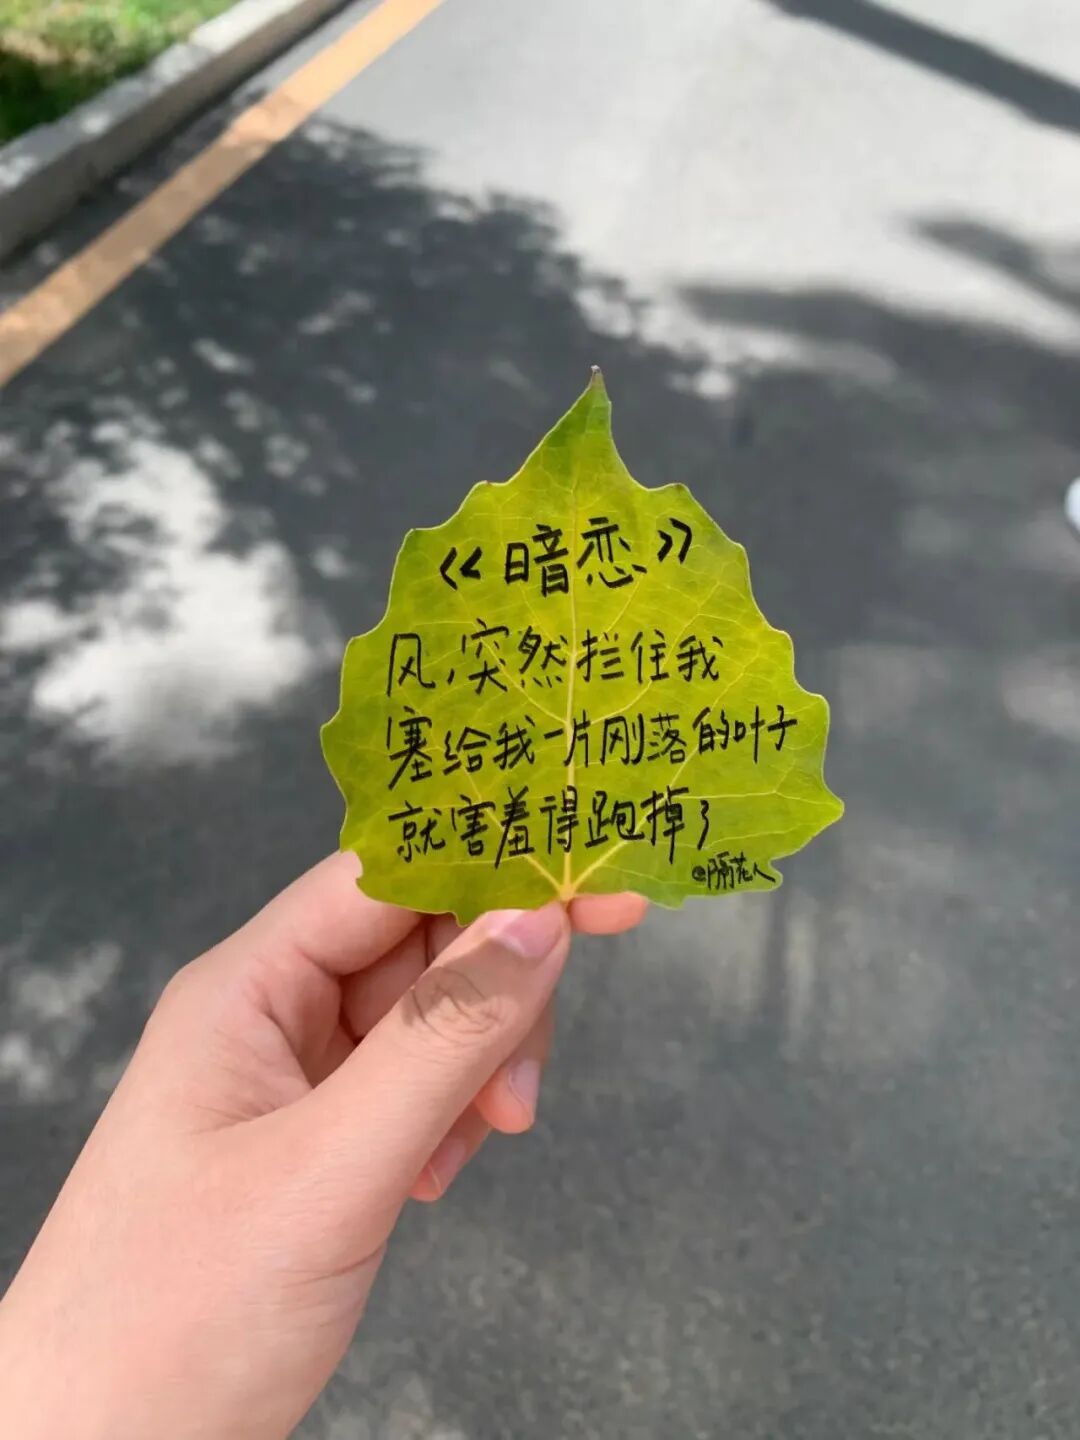 《暗恋》
风，突然拦住我
塞给我一片刚落的叶子
就害羞得跑掉了
@隔花人